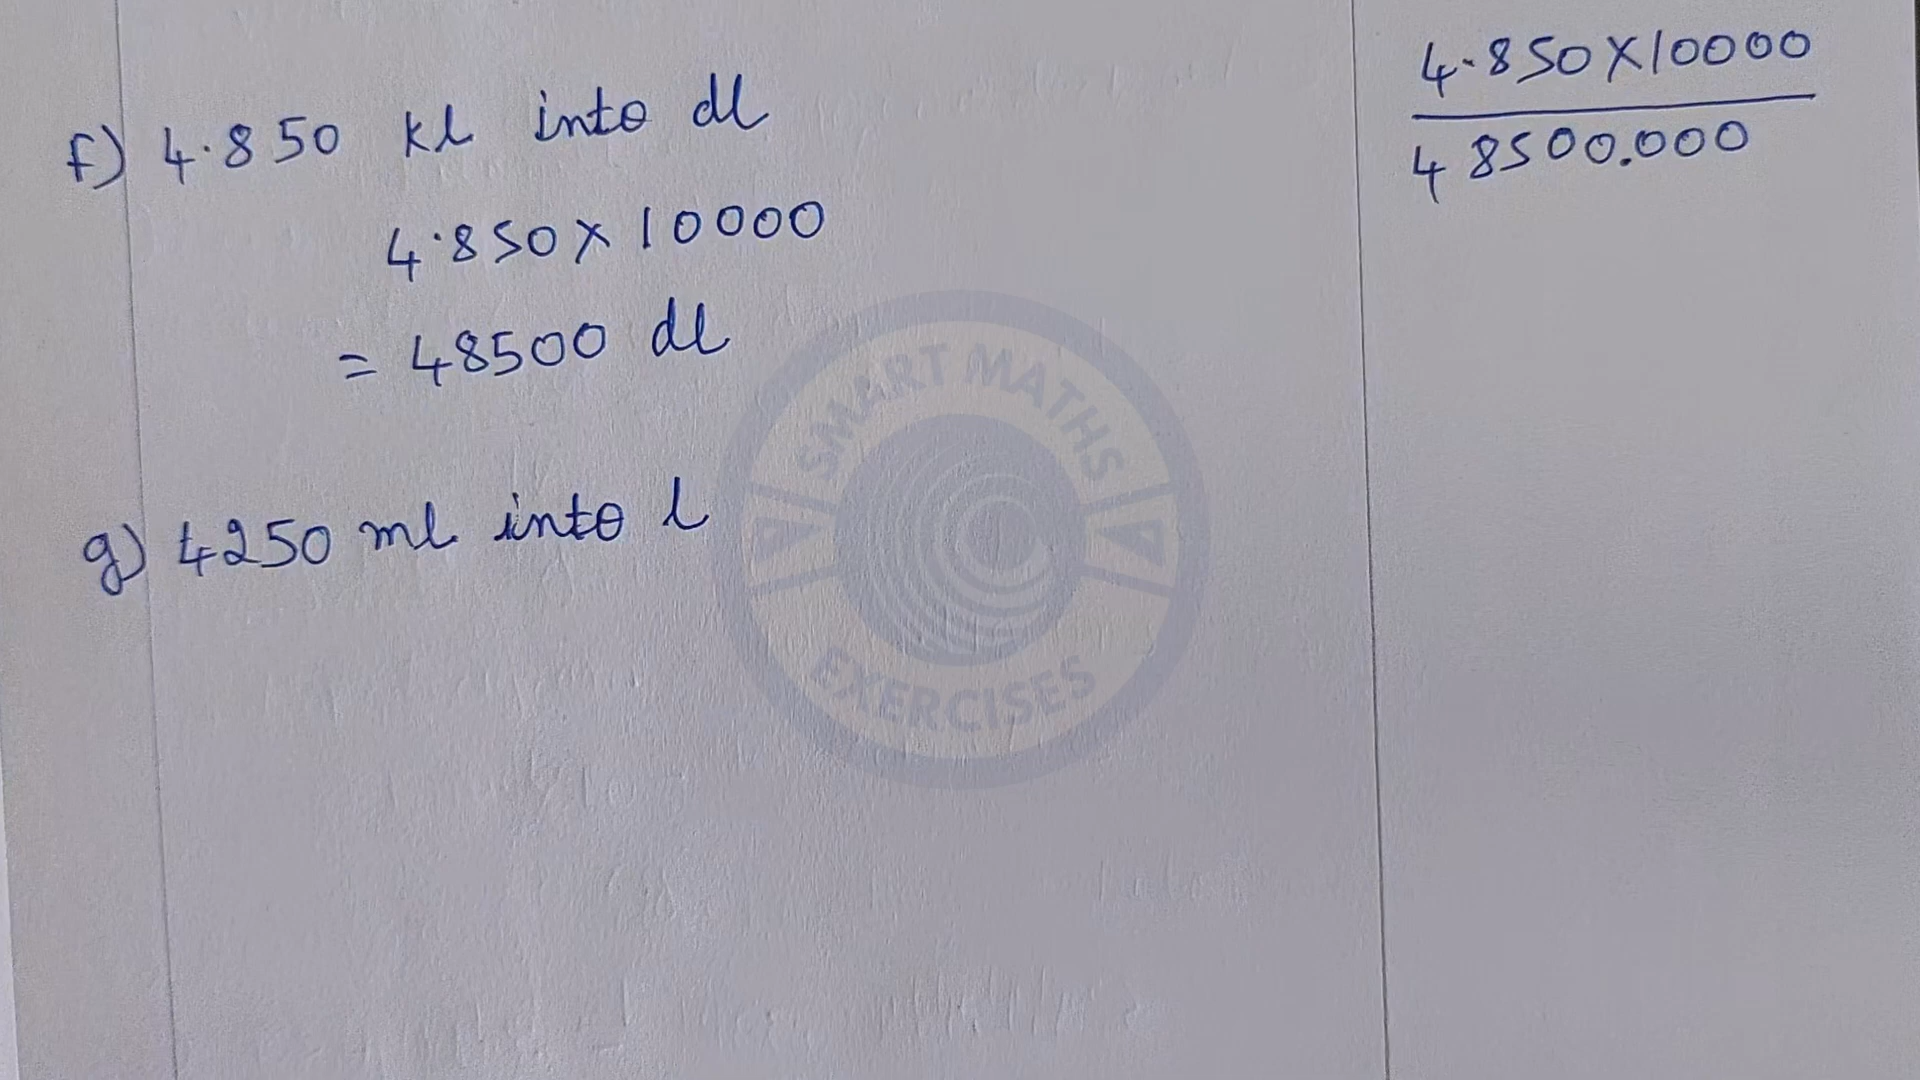 f) 4.850 kl into dl
4.850 x 10000
= 48500 dl
g) 4250 ml into l
4.850 x 10000
48500.000
SMART MATHS
EXERCISES